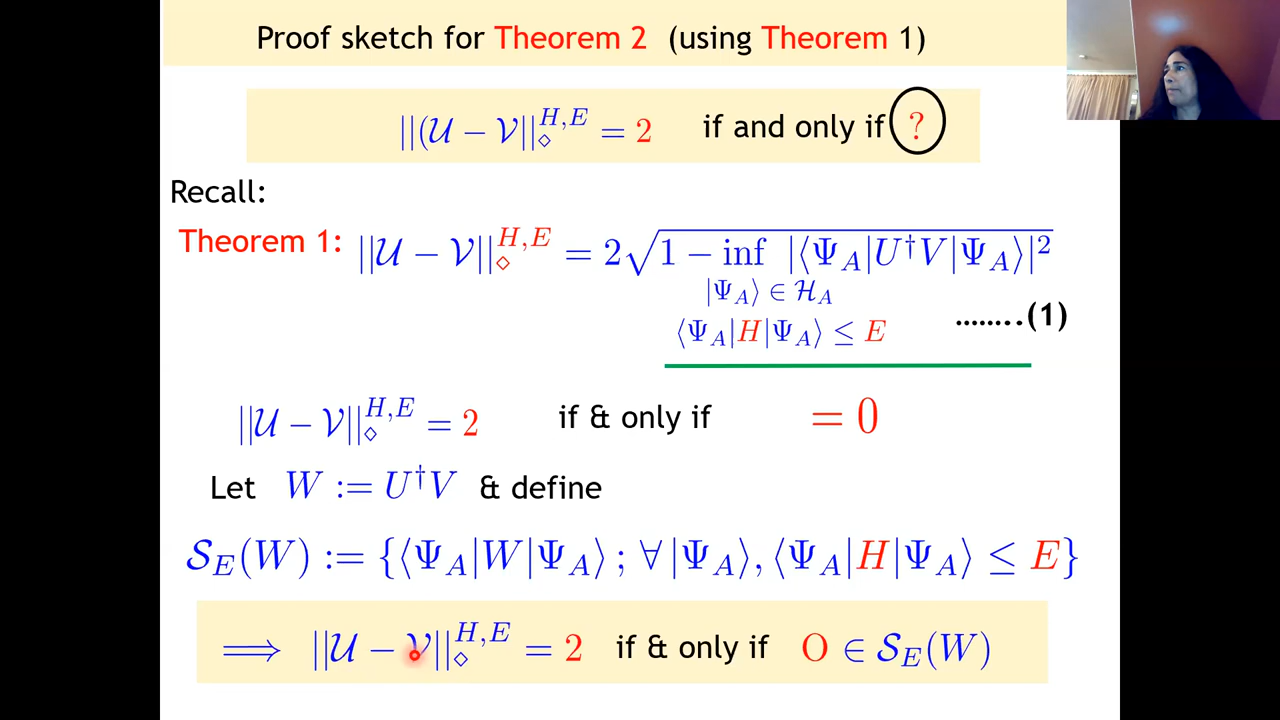 Proof sketch for Theorem 2 (using Theorem 1)
||(𝒰 − 𝒱||_⋄^{H,E} = 2 if and only if ?
Recall:
Theorem 1: ||𝒰 − 𝒱||_⋄^{H,E} = 2√(1 − inf |⟨Ψ_A|U†V|Ψ_A⟩|²)
|Ψ_A⟩ ∈ ℋ_A
⟨Ψ_A|H|Ψ_A⟩ ≤ E ........(1)
||𝒰 − 𝒱||_⋄^{H,E} = 2 if & only if = 0
Let W := U†V & define
𝒮_E(W) := {⟨Ψ_A|W|Ψ_A⟩ ; ∀ |Ψ_A⟩, ⟨Ψ_A|H|Ψ_A⟩ ≤ E}
⟹ ||𝒰 − 𝒱||_⋄^{H,E} = 2 if & only if O ∈ 𝒮_E(W)